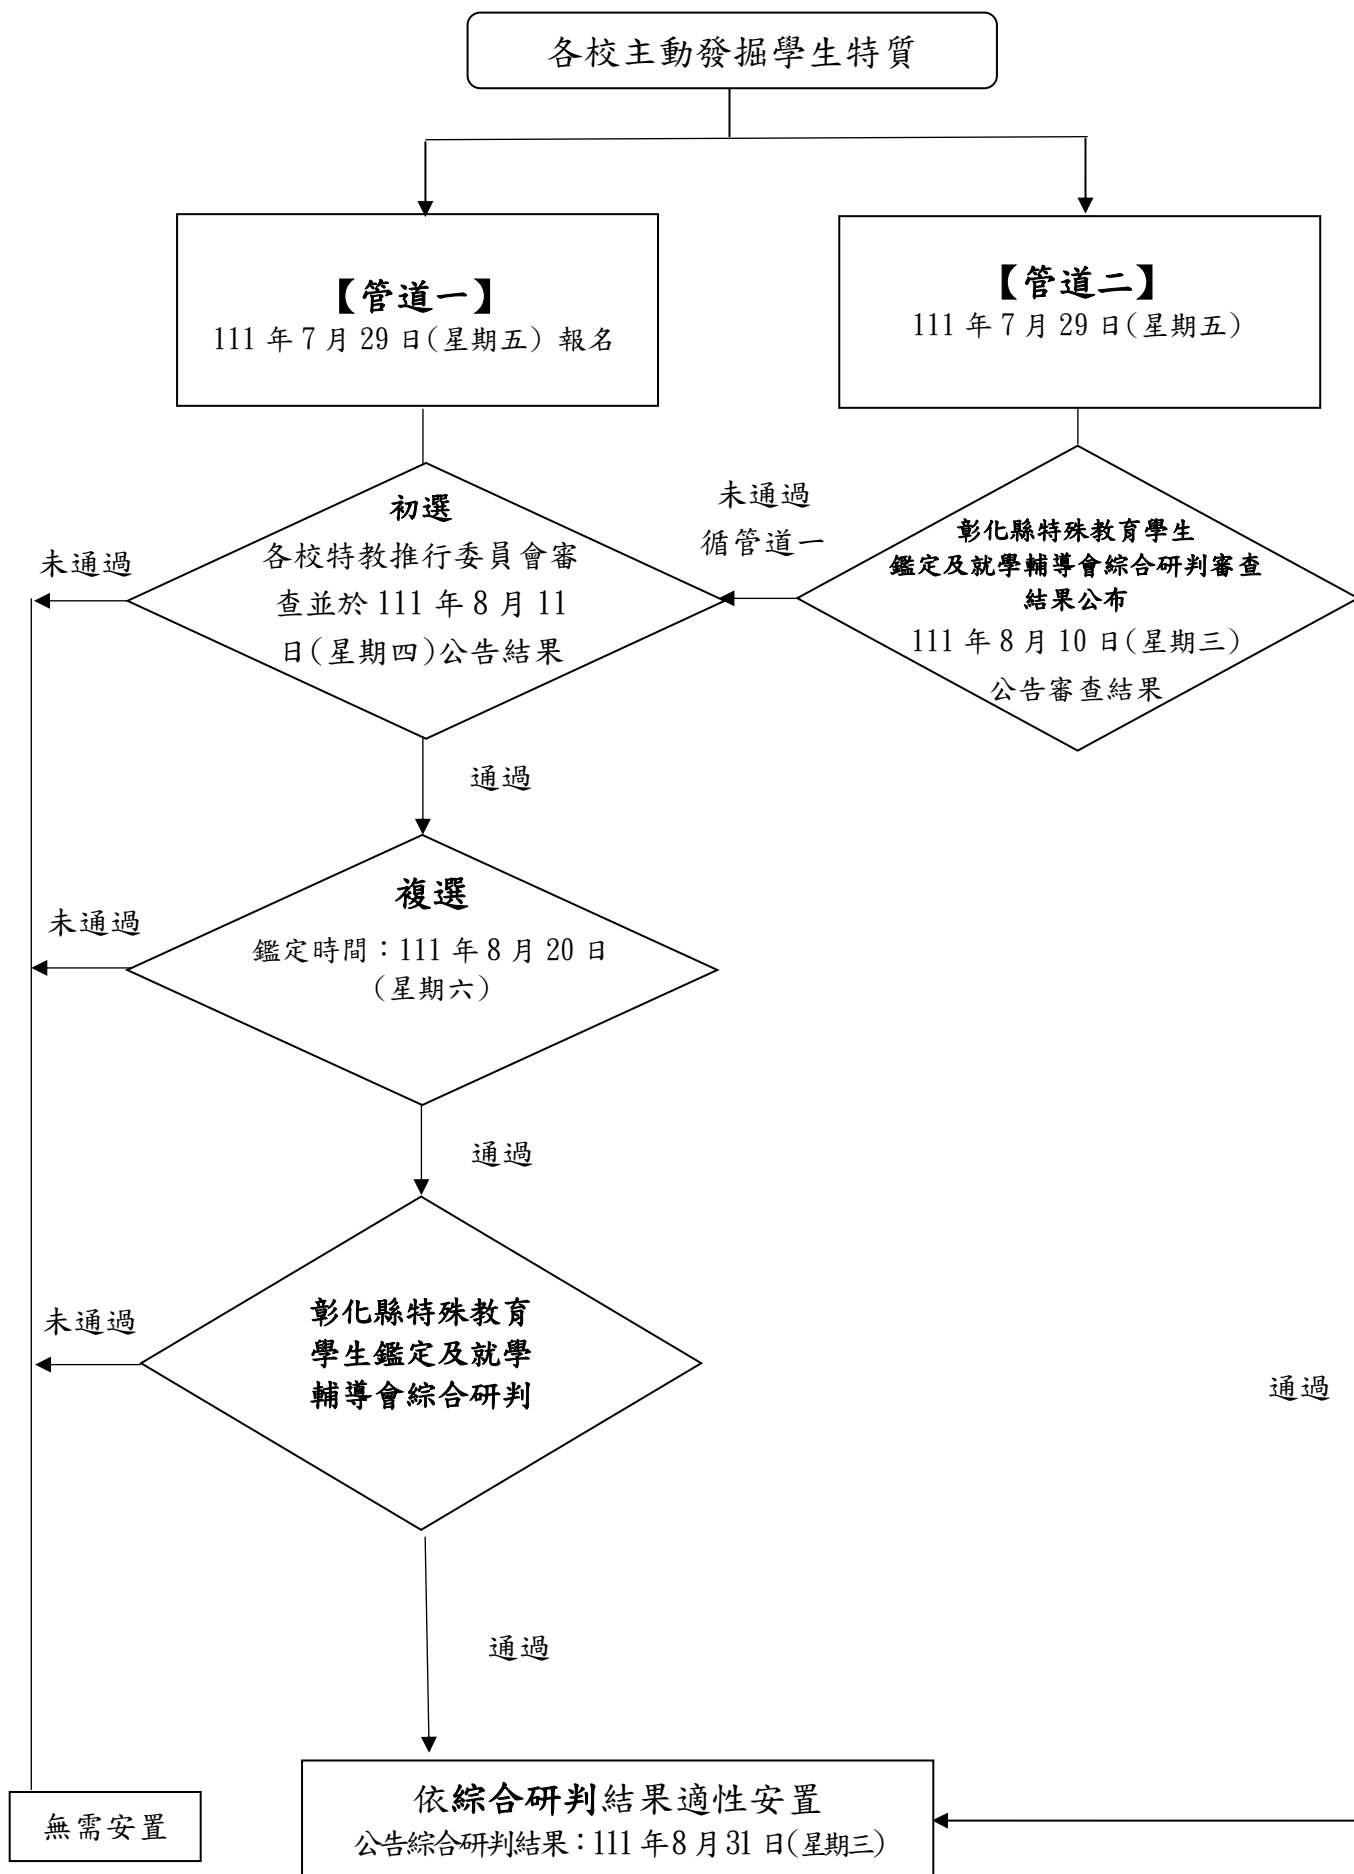 各校主動發掘學生特質
【管道一】
111 年 7 月 29 日(星期五) 報名
【管道二】
111 年 7 月 29 日(星期五)
初選
各校特教推行委員會審
查並於 111 年 8 月 11
日(星期四)公告結果
未通過
未通過
循管道一
彰化縣特殊教育學生
鑑定及就學輔導會綜合研判審查
結果公布
111 年 8 月 10 日(星期三)
公告審查結果
通過
複選
鑑定時間：111 年 8 月 20 日
(星期六)
未通過
通過
彰化縣特殊教育
學生鑑定及就學
輔導會綜合研判
未通過
通過
通過
無需安置
依綜合研判結果適性安置
公告綜合研判結果：111 年 8 月 31 日(星期三)